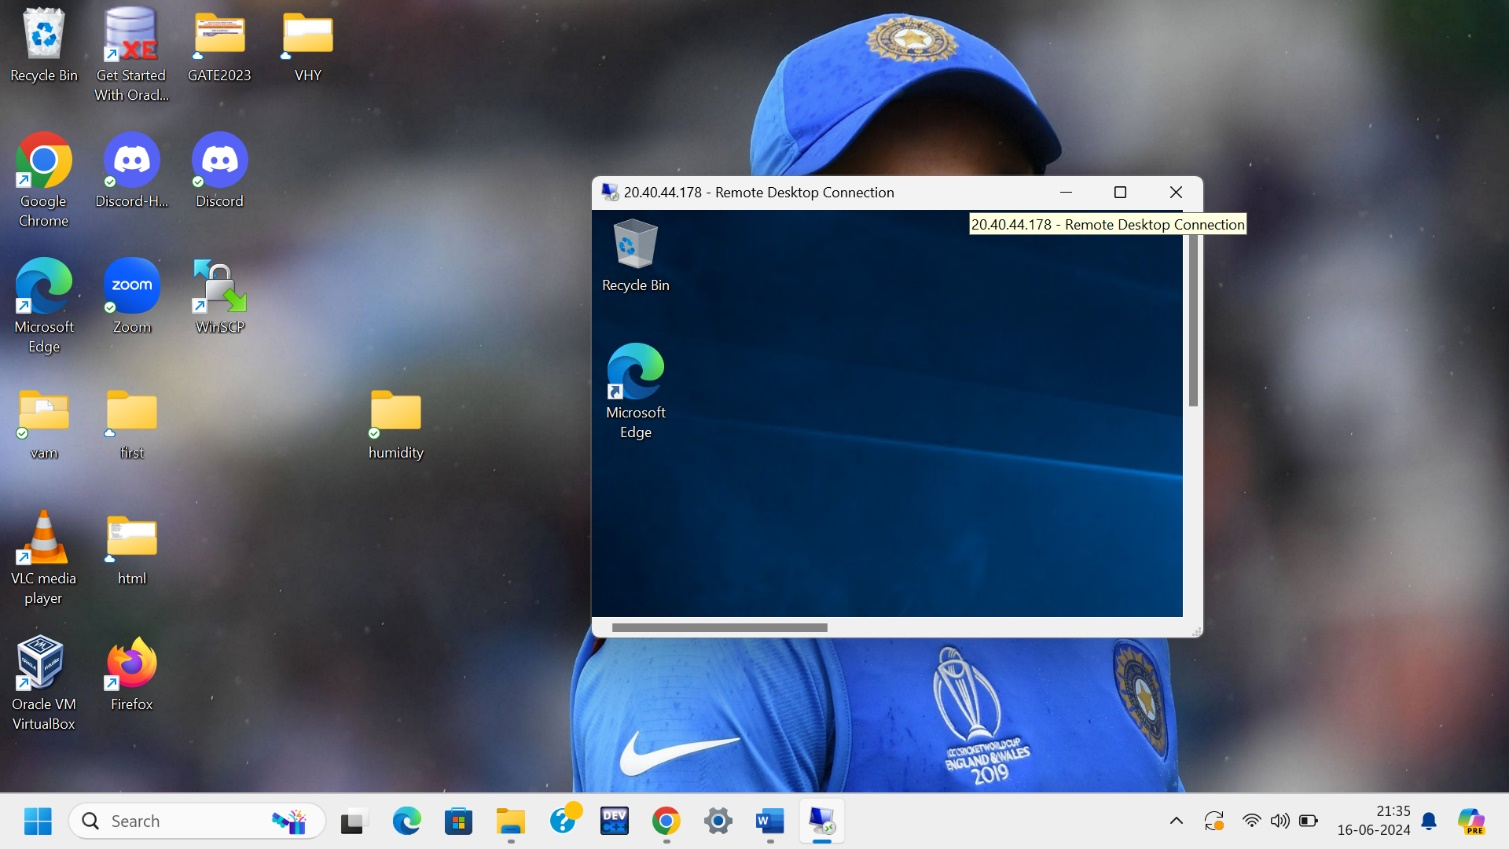 Recycle Bin
Get Started
With Oracl...
GATE2023
VHY
XE
Google
Chrome
Discord-H...
Discord
Microsoft
Edge
zoom
Zoom
WinSCP
vam
first
humidity
VLC media
player
html
Oracle VM
VirtualBox
Firefox
20.40.44.178 - Remote Desktop Connection
20.40.44.178 - Remote Desktop Connection
Recycle Bin
Microsoft
Edge
ICC CRICKET WORLD CUP
ENGLAND & WALES
2019
Search
DEV
W
PRE
21:35
16-06-2024